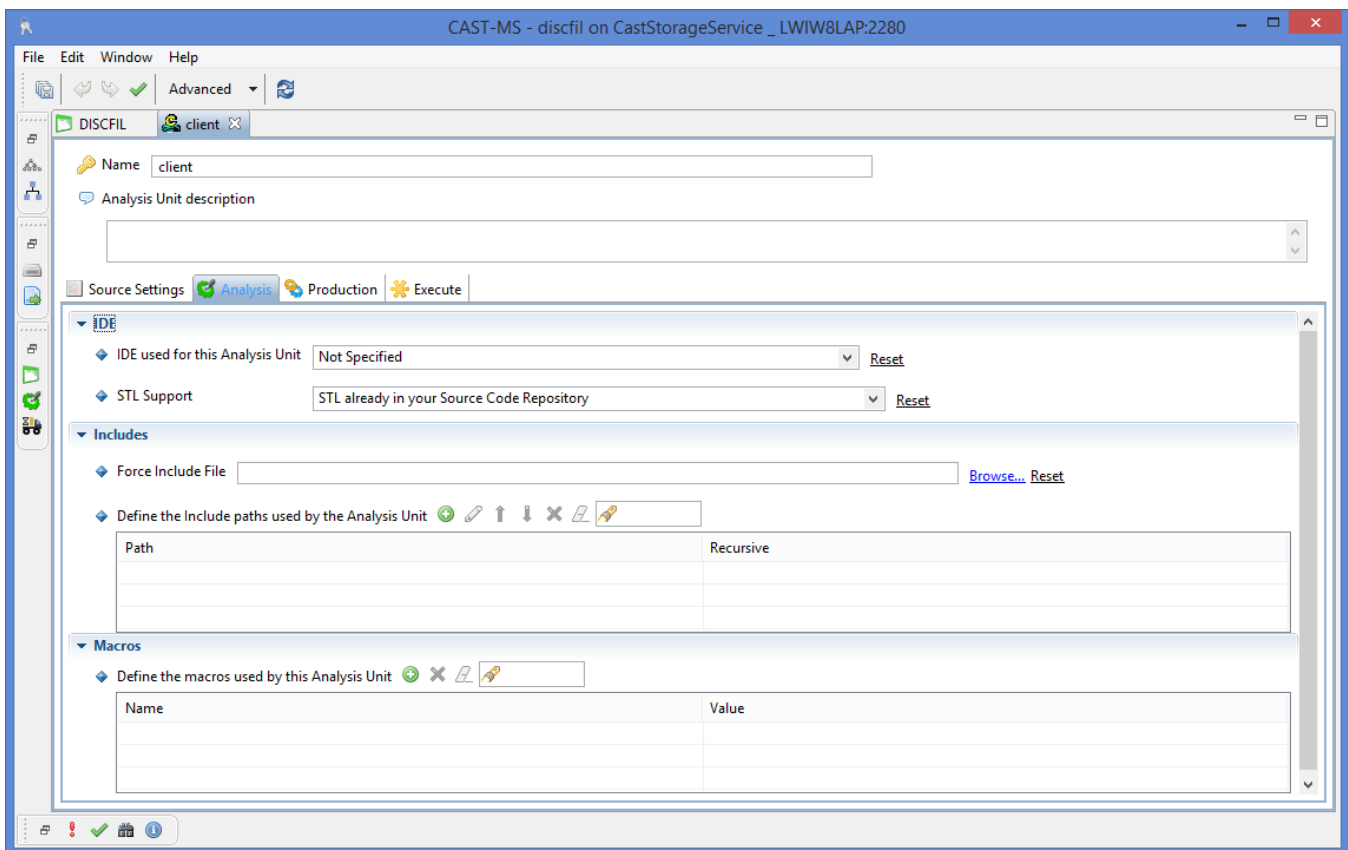 CAST-MS - discfil on CastStorageService _ LWIW8LAP:2280
File Edit Window Help
Advanced
DISCFIL client
Name client
Analysis Unit description
Source Settings Analysis Production Execute
IDE
IDE used for this Analysis Unit Not Specified Reset
STL Support STL already in your Source Code Repository Reset
Includes
Force Include File Browse... Reset
Define the Include paths used by the Analysis Unit
Path Recursive
Macros
Define the macros used by this Analysis Unit
Name Value